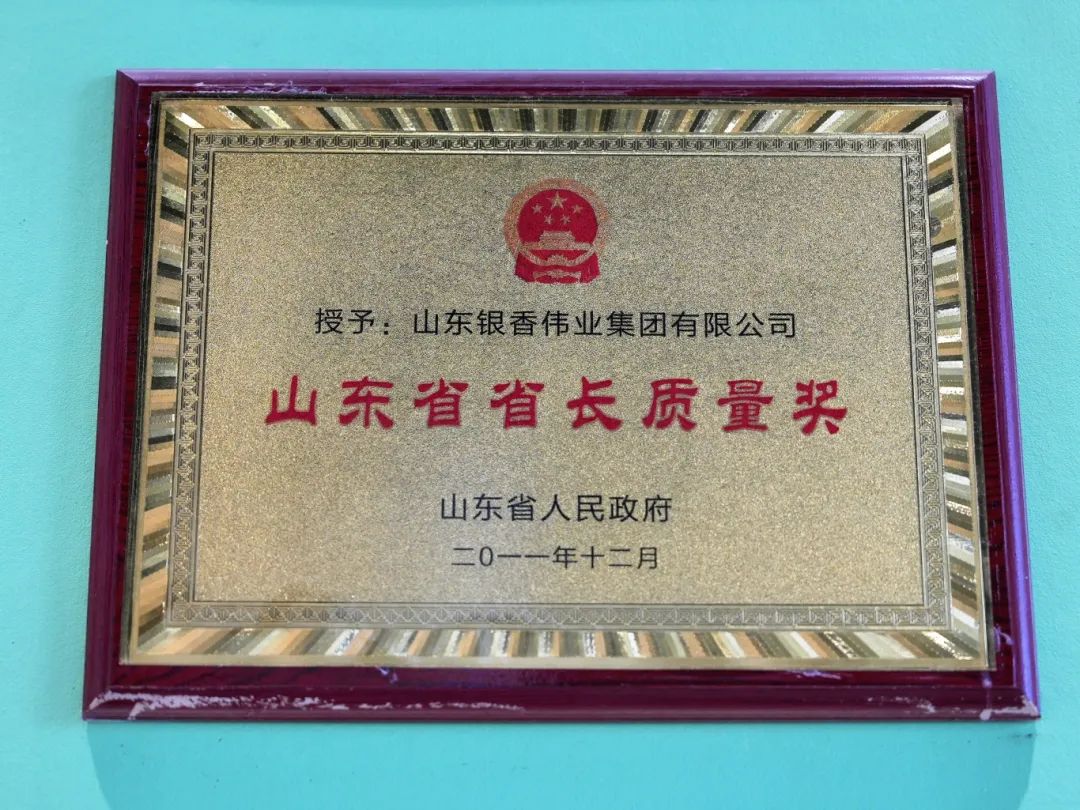 授予：山东银香伟业集团有限公司
山东省省长质量奖
山东省人民政府
二0一一年十二月